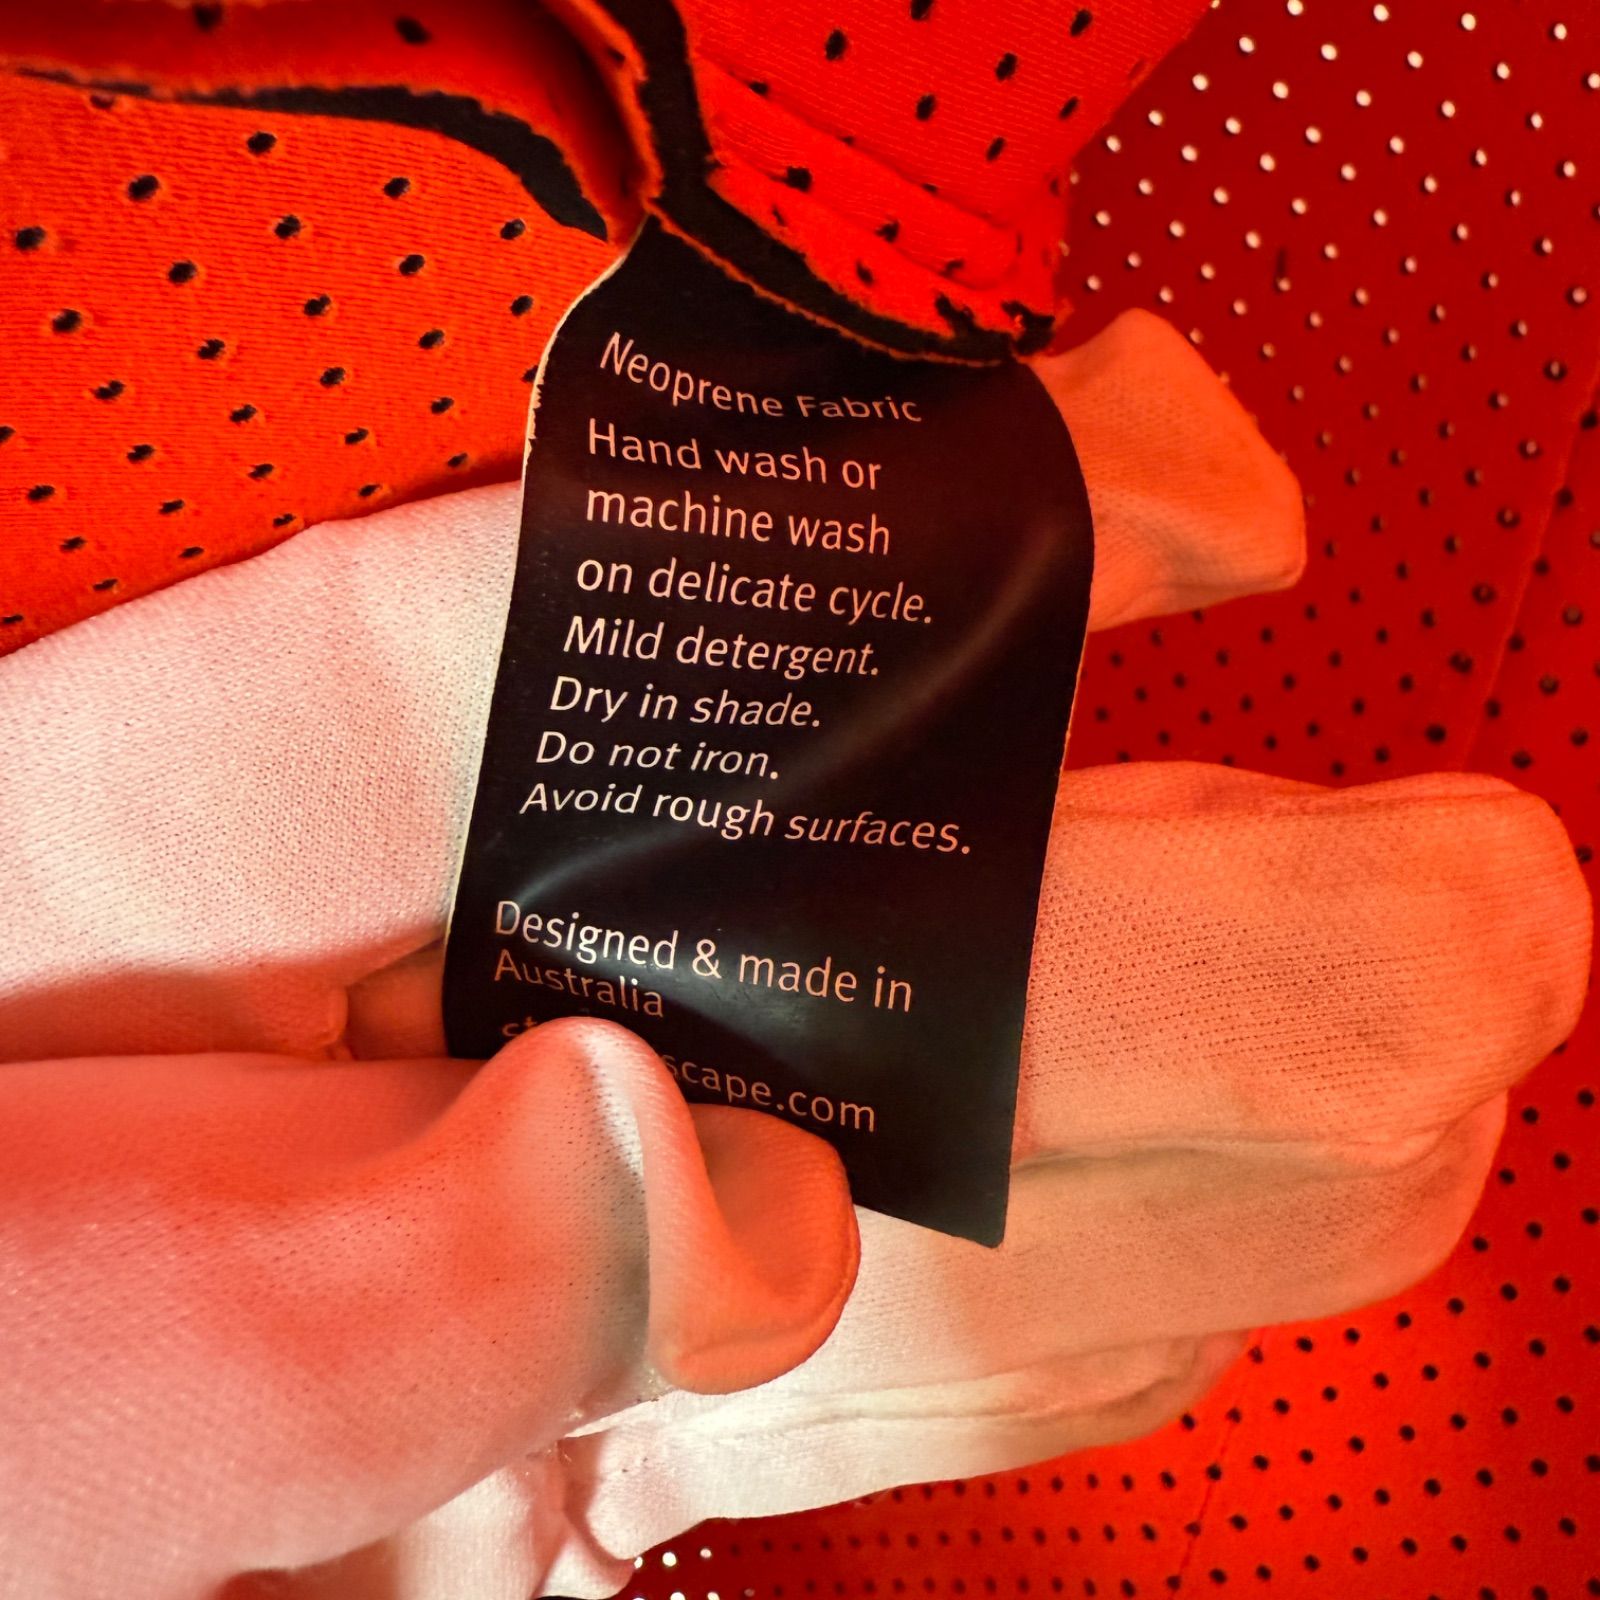 Neoprene Fabric
Hand wash or
machine wash
on delicate cycle.
Mild detergent.
Dry in shade.
Do not iron.
Avoid rough surfaces.
Designed & made in
Australia